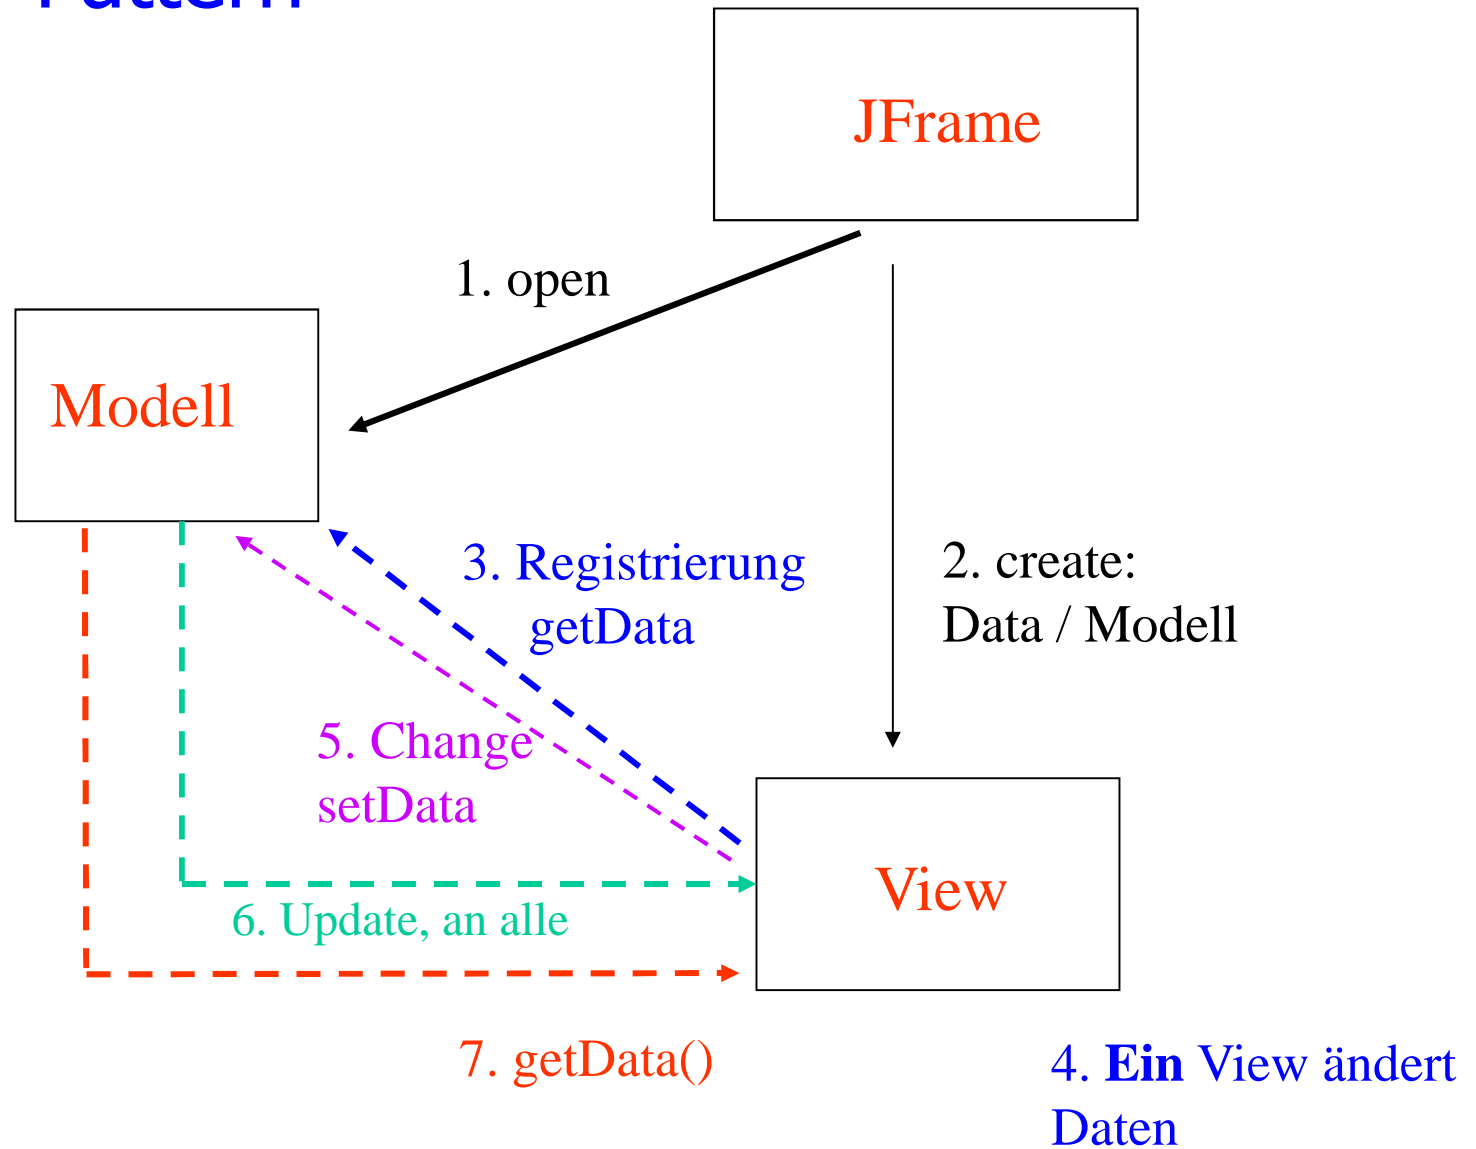 Pattern
JFrame
1. open
Modell
3. Registrierung
getData
2. create:
Data / Modell
5. Change
setData
View
6. Update, an alle
7. getData()
4. Ein View ändert
Daten